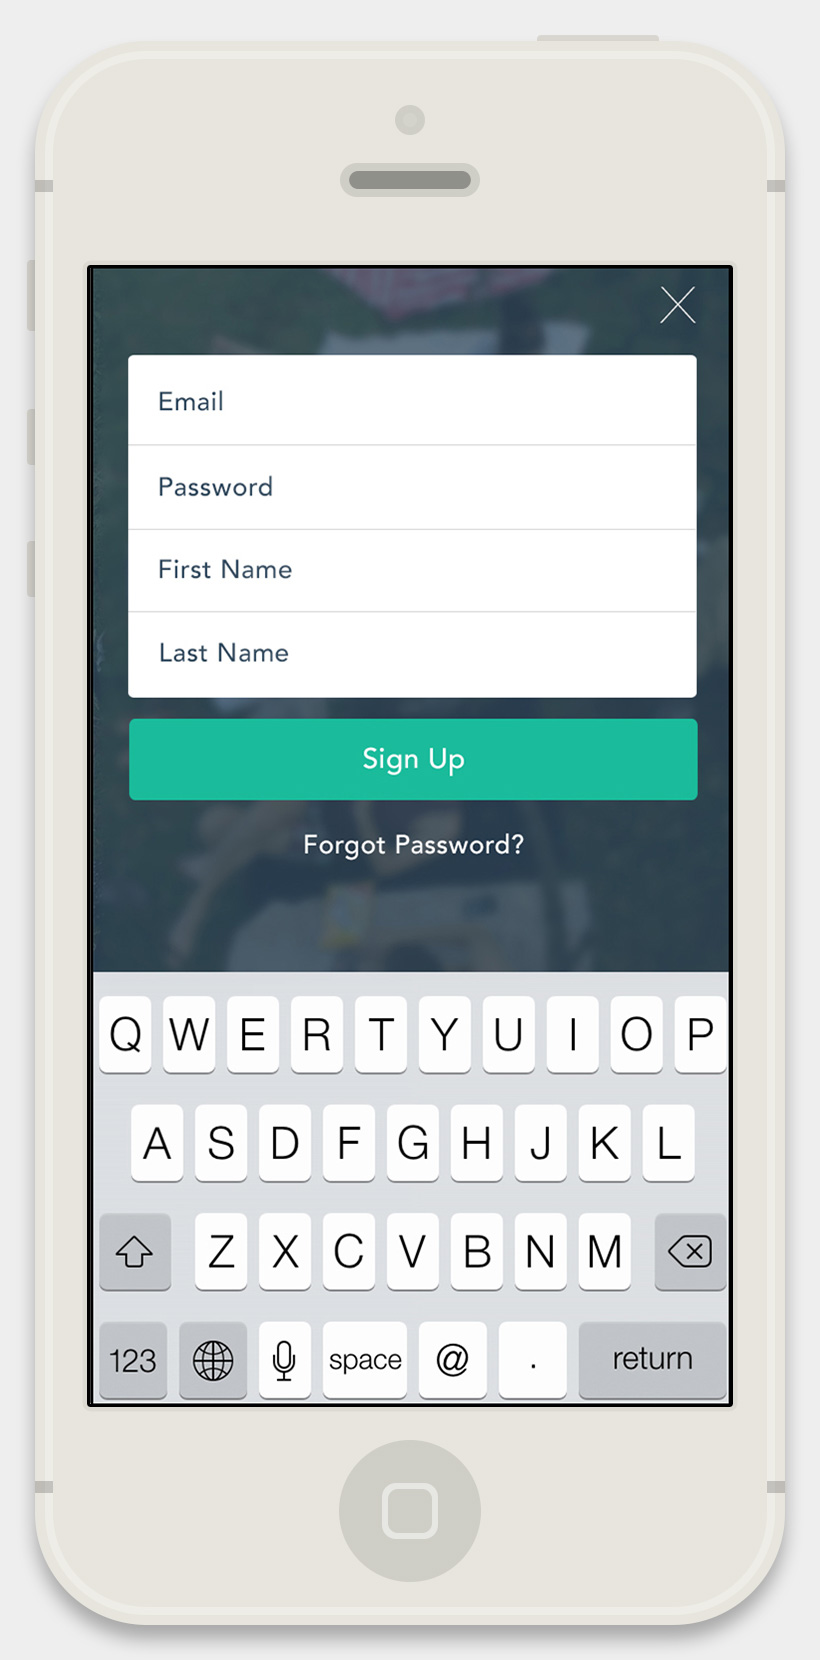 Email
Password
First Name
Last Name
Sign Up
Forgot Password?
Q W E R T Y U I O P
A S D F G H J K L
Z X C V B N M
123 space @ . return